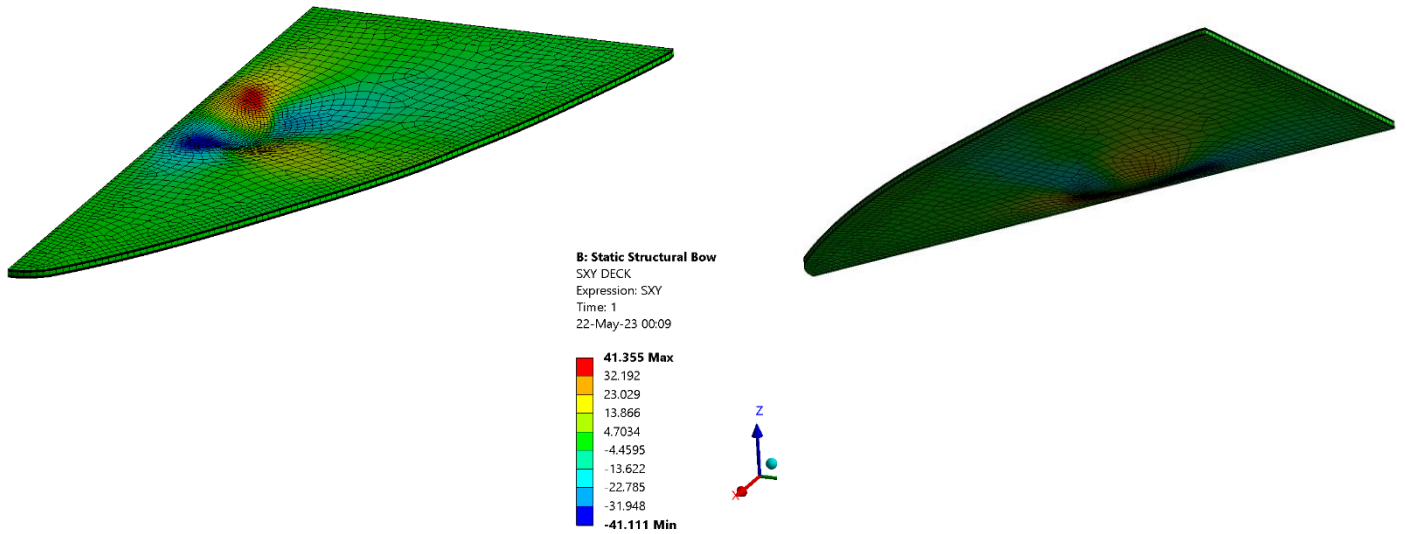 B: Static Structural Bow
SXY DECK
Expression: SXY
Time: 1
22-May-23 00:09
41.355 Max
32.192
23.029
13.866
4.7034
-4.4595
-13.622
-22.785
-31.948
-41.111 Min
Z
X